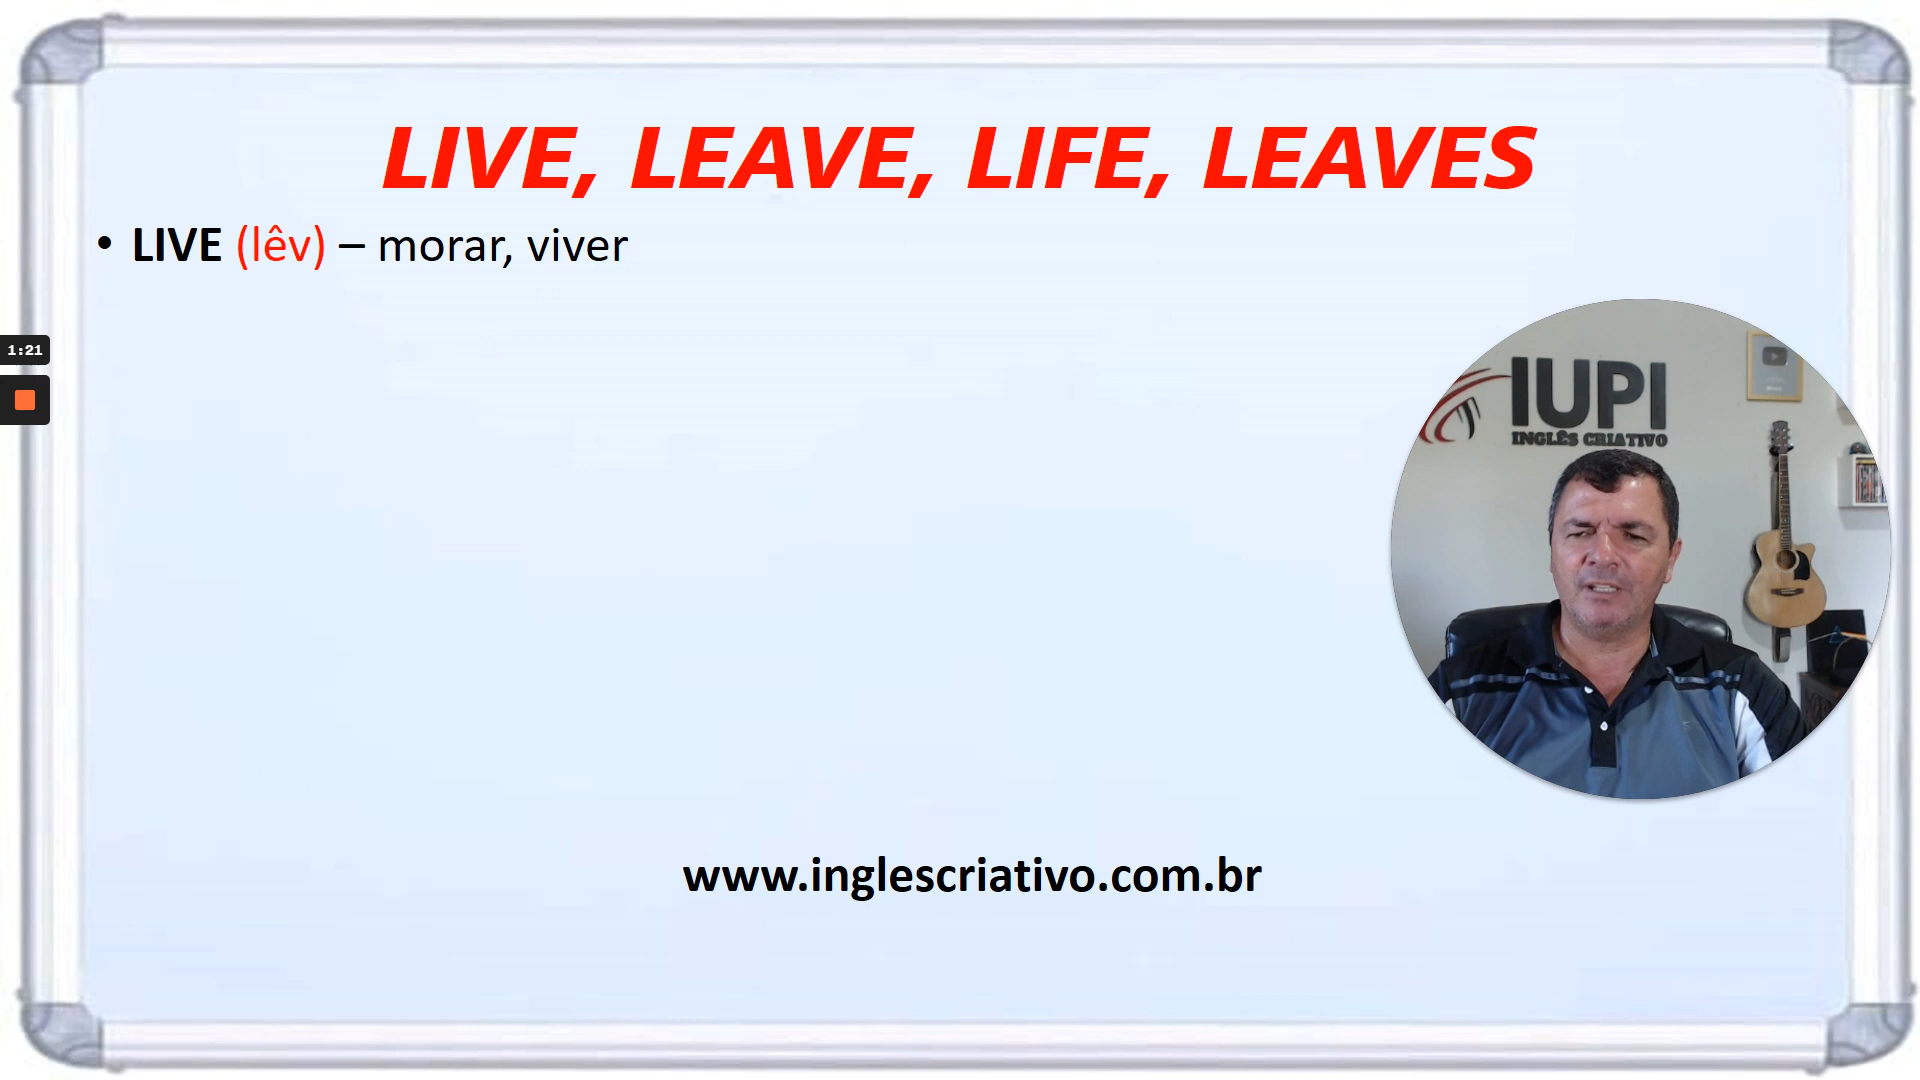 LIVE, LEAVE, LIFE, LEAVES
• LIVE (lêv) – morar, viver
1:21
IUPI
INGLÊS CRIATIVO
www.inglescriativo.com.br